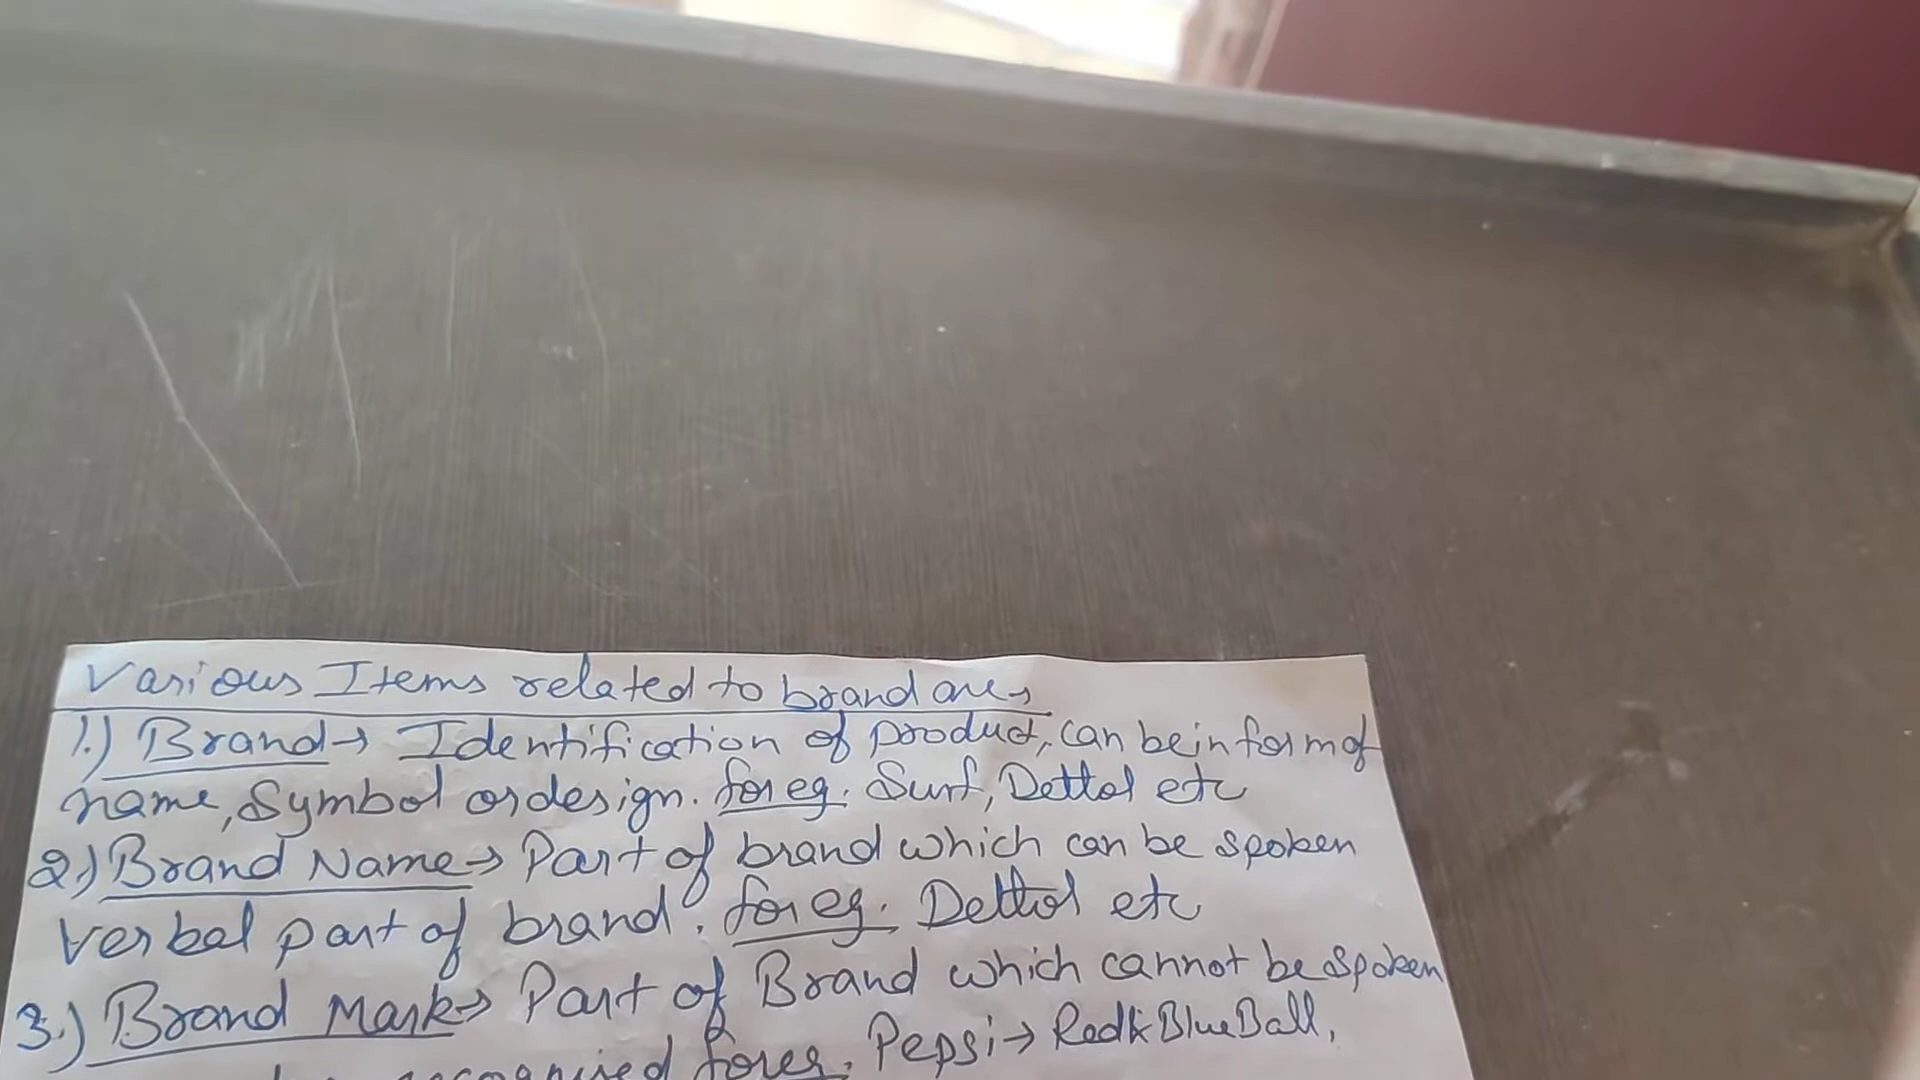 Various Items related to brand are→
1.) Brand→ Identification of product, can be in form of
name, Symbol or design. for eg. Surf, Dettol etc
2.) Brand Name→ Part of brand which can be spoken
Verbal part of brand. for eg. Dettol etc
3.) Brand Mark→ Part of Brand which cannot be spoken
recognised for eg. Pepsi→ Red & Blue Ball,